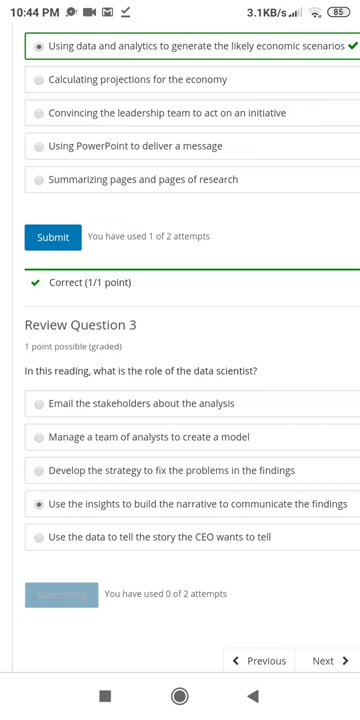 10:44 PM
3.1KB/s
85
Using data and analytics to generate the likely economic scenarios
Calculating projections for the economy
Convincing the leadership team to act on an initiative
Using PowerPoint to deliver a message
Summarizing pages and pages of research
Submit You have used 1 of 2 attempts
Correct (1/1 point)
Review Question 3
1 point possible (graded)
In this reading, what is the role of the data scientist?
Email the stakeholders about the analysis
Manage a team of analysts to create a model
Develop the strategy to fix the problems in the findings
Use the insights to build the narrative to communicate the findings
Use the data to tell the story the CEO wants to tell
Submitting You have used 0 of 2 attempts
Previous Next